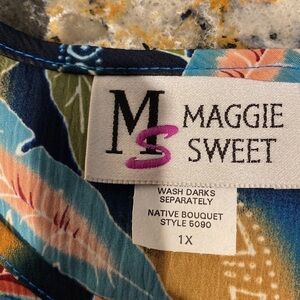 MS MAGGIE
SWEET
WASH DARKS
SEPARATELY
NATIVE BOUQUET
STYLE 5090
1X